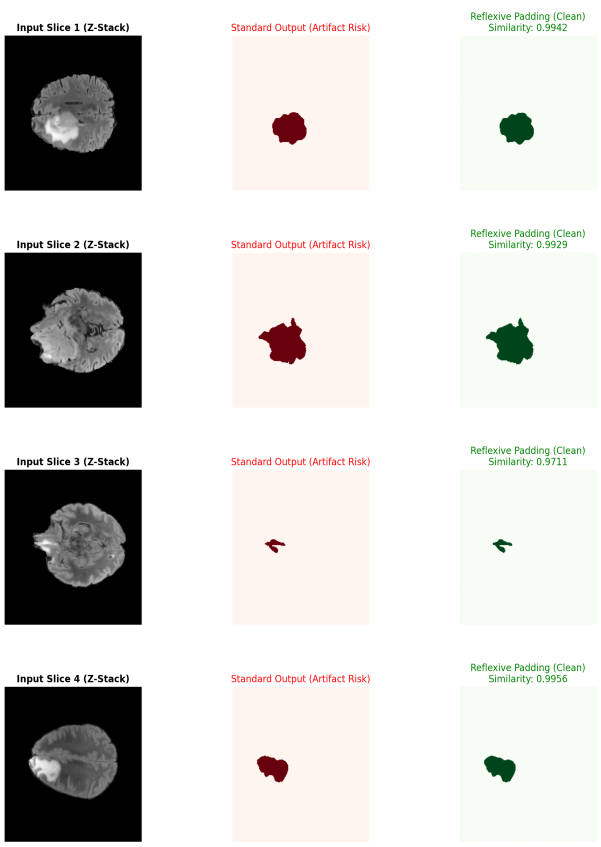 Input Slice 1 (Z-Stack)
Standard Output (Artifact Risk)
Reflexive Padding (Clean)
Similarity: 0.9942
Input Slice 2 (Z-Stack)
Standard Output (Artifact Risk)
Reflexive Padding (Clean)
Similarity: 0.9929
Input Slice 3 (Z-Stack)
Standard Output (Artifact Risk)
Reflexive Padding (Clean)
Similarity: 0.9711
Input Slice 4 (Z-Stack)
Standard Output (Artifact Risk)
Reflexive Padding (Clean)
Similarity: 0.9956